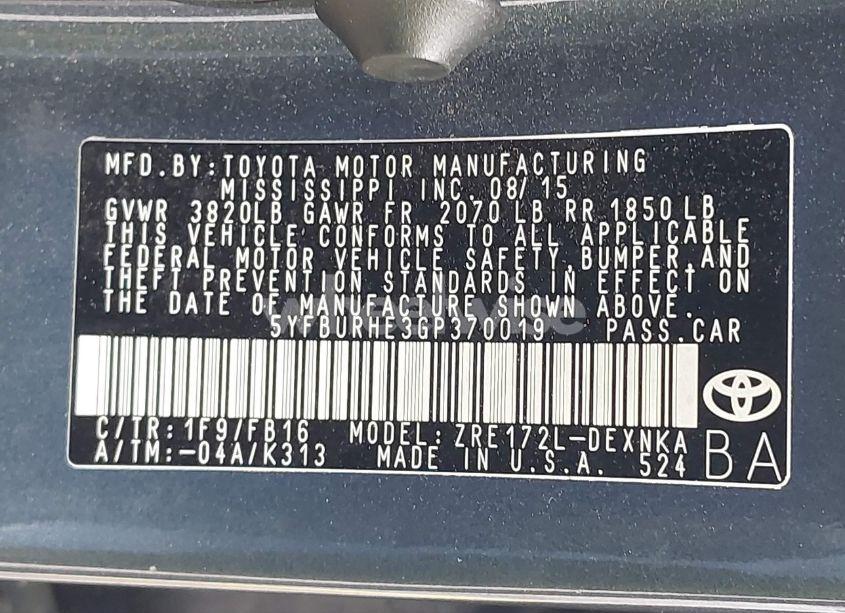 MFD.BY:TOYOTA MOTOR MANUFACTURING
MISSISSIPPI INC. 08/15
GVWR 3820LB GAWR FR 2070 LB RR 1850 LB
THIS VEHICLE CONFORMS TO ALL APPLICABLE
FEDERAL MOTOR VEHICLE SAFETY, BUMPER, AND
THEFT PREVENTION STANDARDS IN EFFECT ON
THE DATE OF MANUFACTURE SHOWN ABOVE.
5YFBURHE3GP370019 PASS.CAR
C/TR: 1F9/FB16 MODEL: ZRE172L-DEXNKA
A/TM:-04A/K313 MADE IN U.S.A. 524 BA